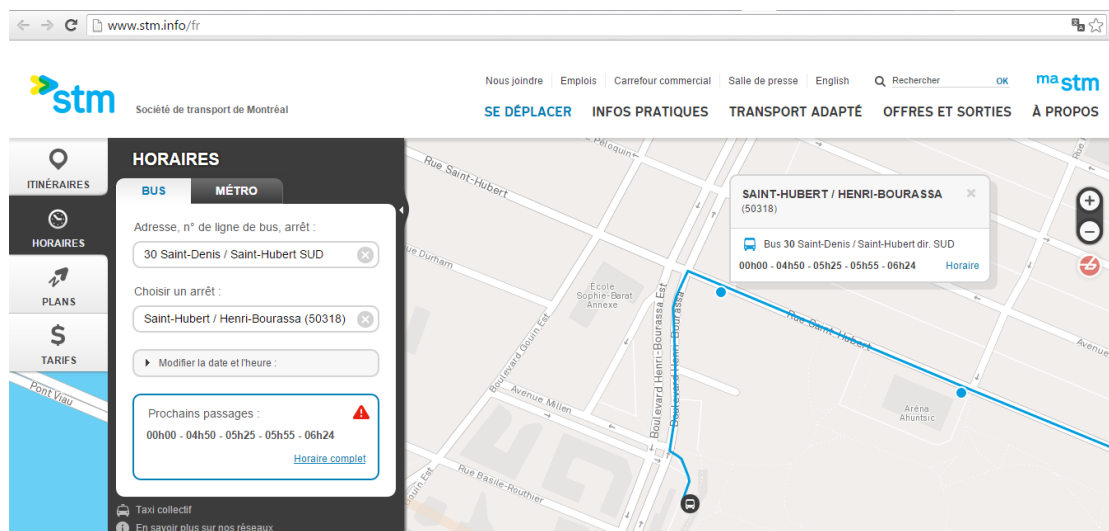 www.stm.info/fr
stm
Société de transport de Montréal
Nous joindre Emplois Carrefour commercial Salle de presse English Rechercher OK
ma stm
SE DÉPLACER INFOS PRATIQUES TRANSPORT ADAPTÉ OFFRES ET SORTIES À PROPOS
ITINÉRAIRES
HORAIRES
PLANS
TARIFS
HORAIRES
BUS MÉTRO
Adresse, n° de ligne de bus, arrêt :
30 Saint-Denis / Saint-Hubert SUD
Choisir un arrêt :
Saint-Hubert / Henri-Bourassa (50318)
Modifier la date et l'heure :
Prochains passages :
00h00 - 04h50 - 05h25 - 05h55 - 06h24
Horaire complet
Taxi collectif
En savoir plus sur nos réseaux
SAINT-HUBERT / HENRI-BOURASSA
(50318)
Bus 30 Saint-Denis / Saint-Hubert dir. SUD
00h00 - 04h50 - 05h25 - 05h55 - 06h24 Horaire
Péloquin
Rue Saint-Hubert
Rue
ue Durham
École
Sophie-Barat
Annexe
Boulevard Gouin Est
Boulevard Henri-Bourassa Est
Boulevard Henri-Bourassa
Rue Saint-Hubert
Avenue
Aréna
Ahuntsic
Avenue Millen
Pont Viau
Rue Basile-Routhier
ouin Est